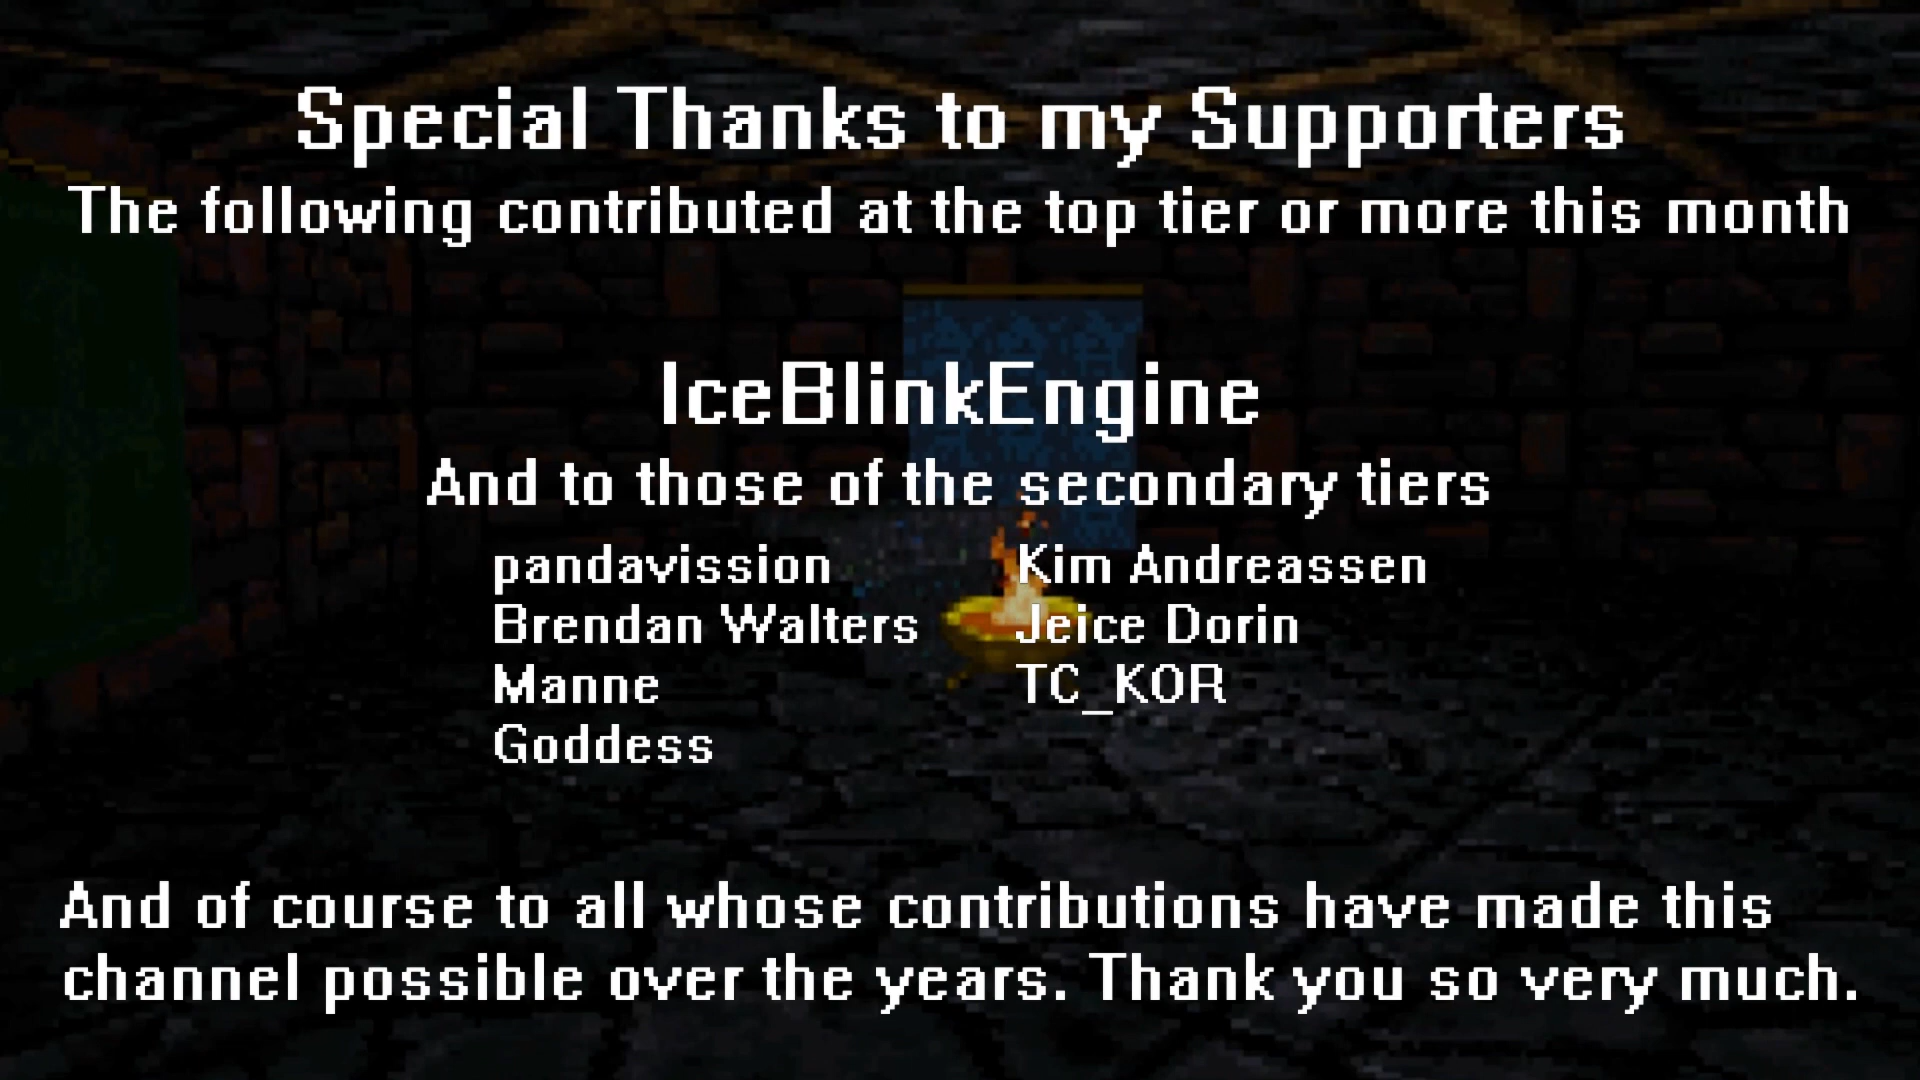 Special Thanks to my Supporters
The following contributed at the top tier or more this month
IceBlinkEngine
And to those of the secondary tiers
pandavission
Brendan Walters
Manne
Goddess
Kim Andreassen
Jeice Dorin
TC_KOR
And of course to all whose contributions have made this
channel possible over the years. Thank you so very much.